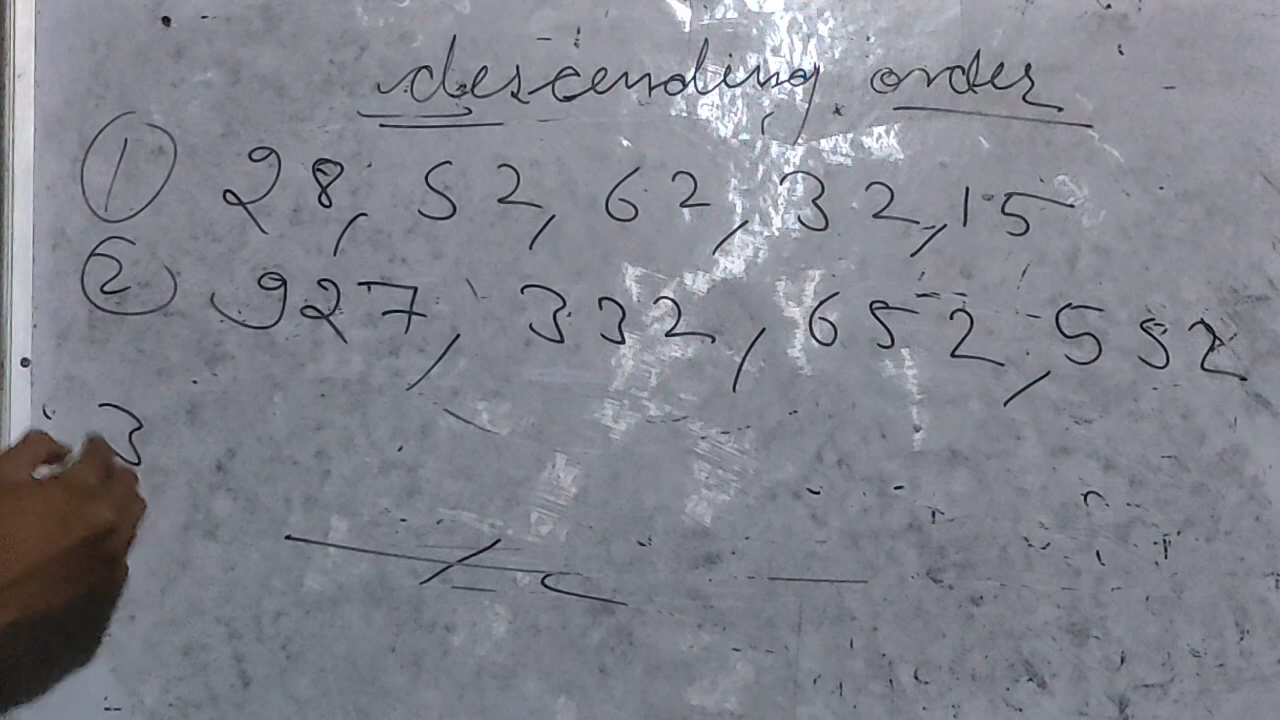 descending order
① 28, 52, 62, 32, 15
② 927, 332, 652, 552
3